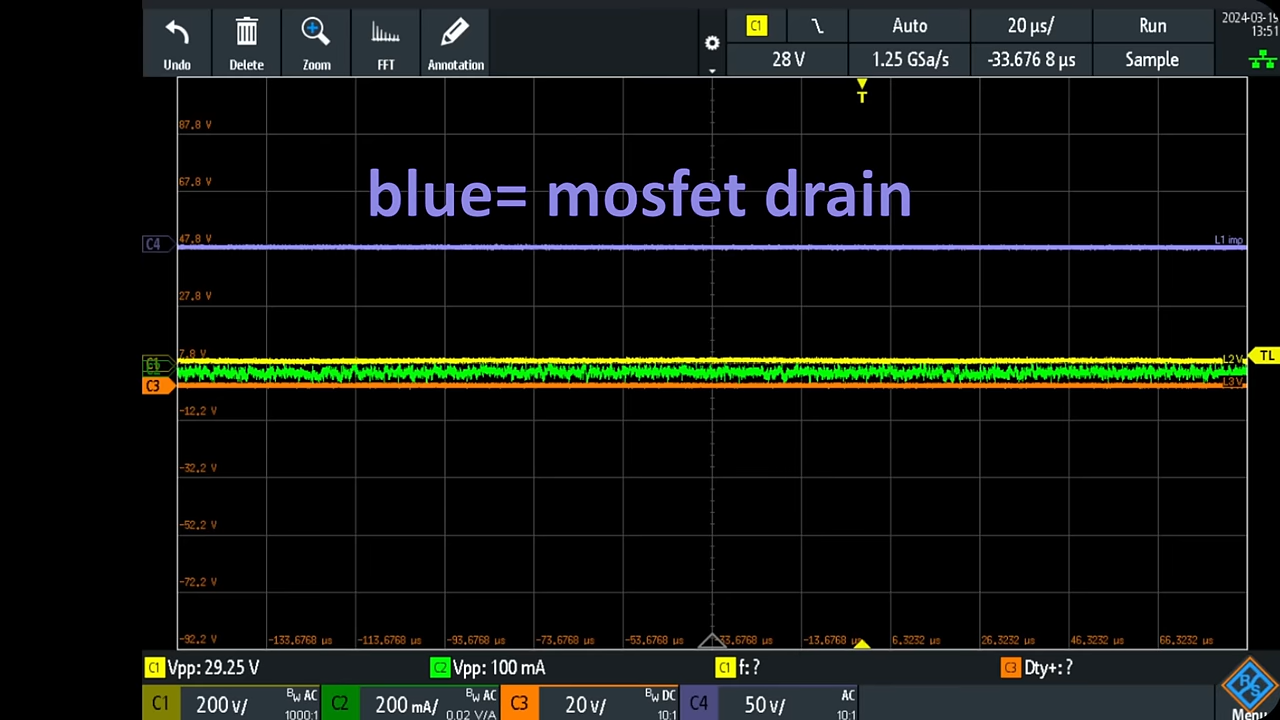 C1 Auto 20 µs/ Run 2024-03-19
13:51
28 V 1.25 GSa/s -33.676 8 µs Sample
Undo Delete Zoom FFT Annotation
T
87.8 V
67.8 V
blue= mosfet drain
C4 47.8 V L1 imp
27.8 V
7.8 V
C1 L2 V TL
C3 L3 V
-12.2 V
-32.2 V
-52.2 V
-72.2 V
-92.2 V -133.6768 µs -113.6768 µs -93.6768 µs -73.6768 µs -53.6768 µs -13.6768 µs 6.3232 µs 26.3232 µs 46.3232 µs 66.3232 µs
C1 Vpp: 29.25 V C2 Vpp: 100 mA C1 f: ? C3 Dty+: ?
C1 200 V/ BW AC 1000:1 C2 200 mA/ BW AC 0.02 V/A C3 20 V/ BW DC 10:1 C4 50 V/ AC 10:1
R S
Menu